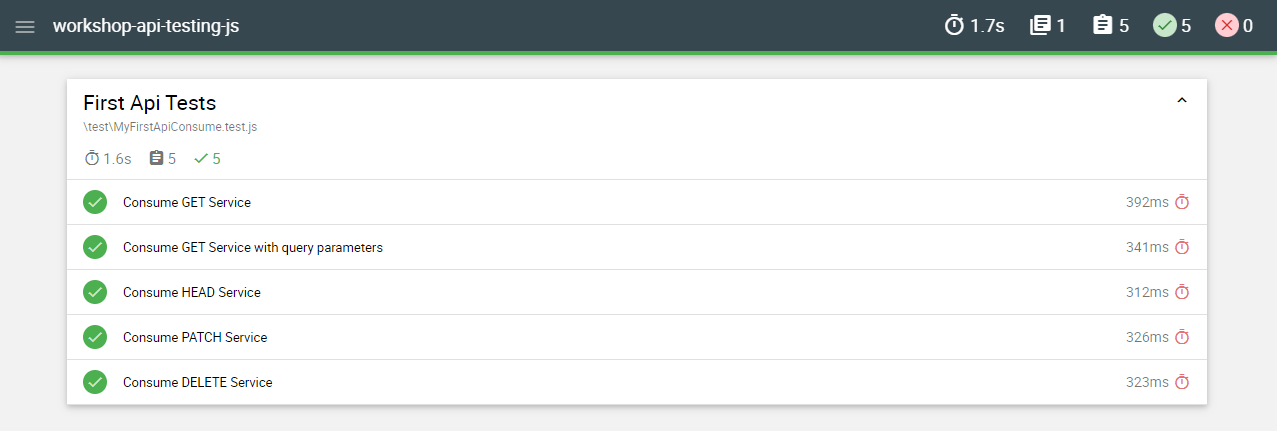 workshop-api-testing-js 1.7s 1 5 5 0
First Api Tests
\test\MyFirstApiConsume.test.js
1.6s 5 5
Consume GET Service 392ms
Consume GET Service with query parameters 341ms
Consume HEAD Service 312ms
Consume PATCH Service 326ms
Consume DELETE Service 323ms